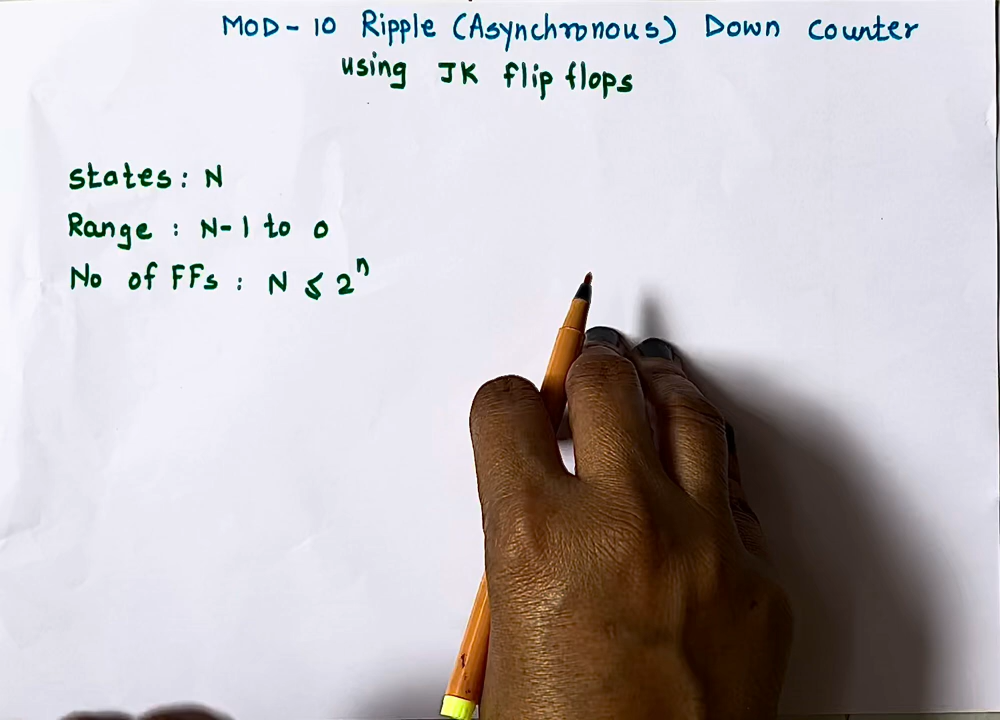 MOD-10 Ripple (Asynchronous) Down Counter
using JK flip flops
states: N
Range : N-1 to 0
No of FFs : N ≤ 2ⁿ